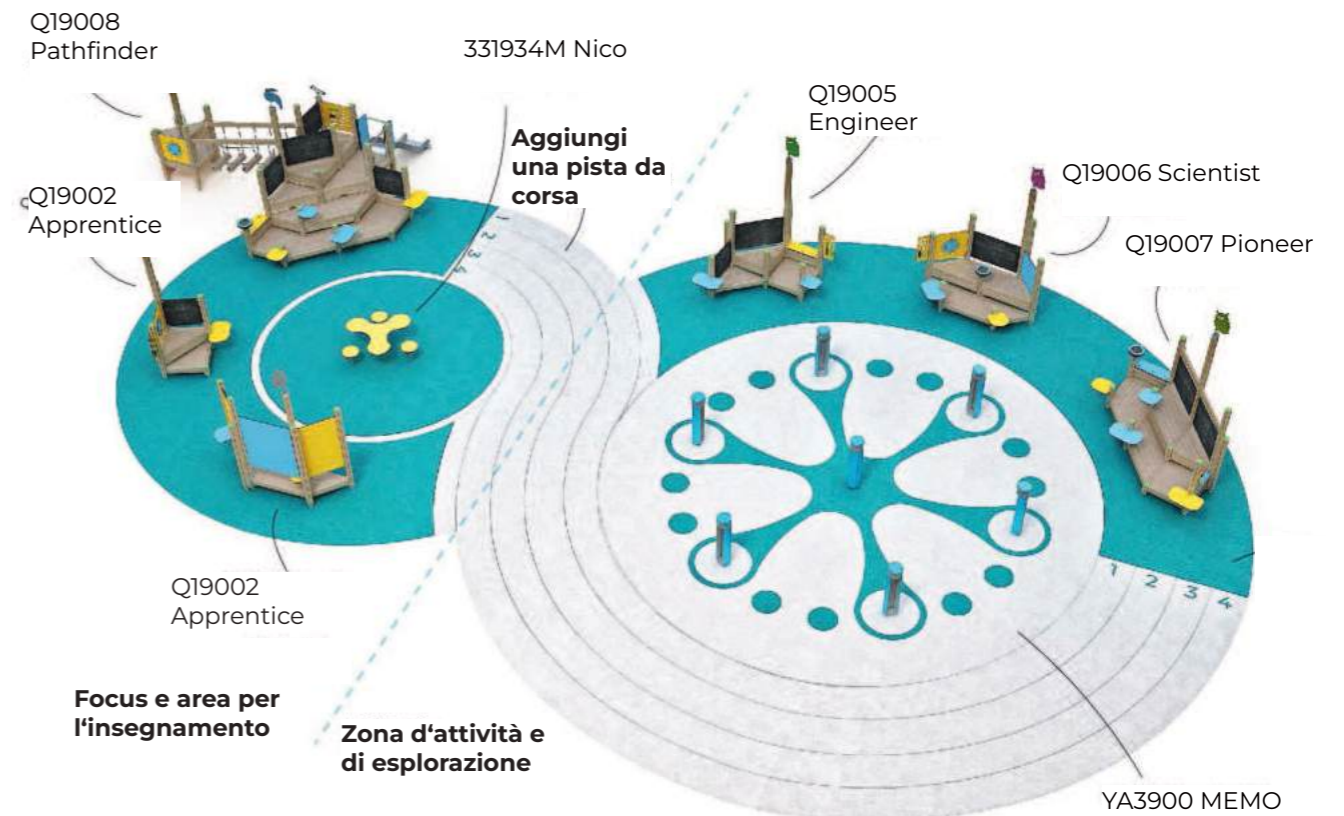 Q19008
Pathfinder
331934M Nico
Q19005
Engineer
Aggiungi
una pista da
corsa
Q19006 Scientist
Q19002
Apprentice
Q19007 Pioneer
1
2
3
1
2
3
4
Q19002
Apprentice
Focus e area per
l‘insegnamento
Zona d‘attività e
di esplorazione
YA3900 MEMO